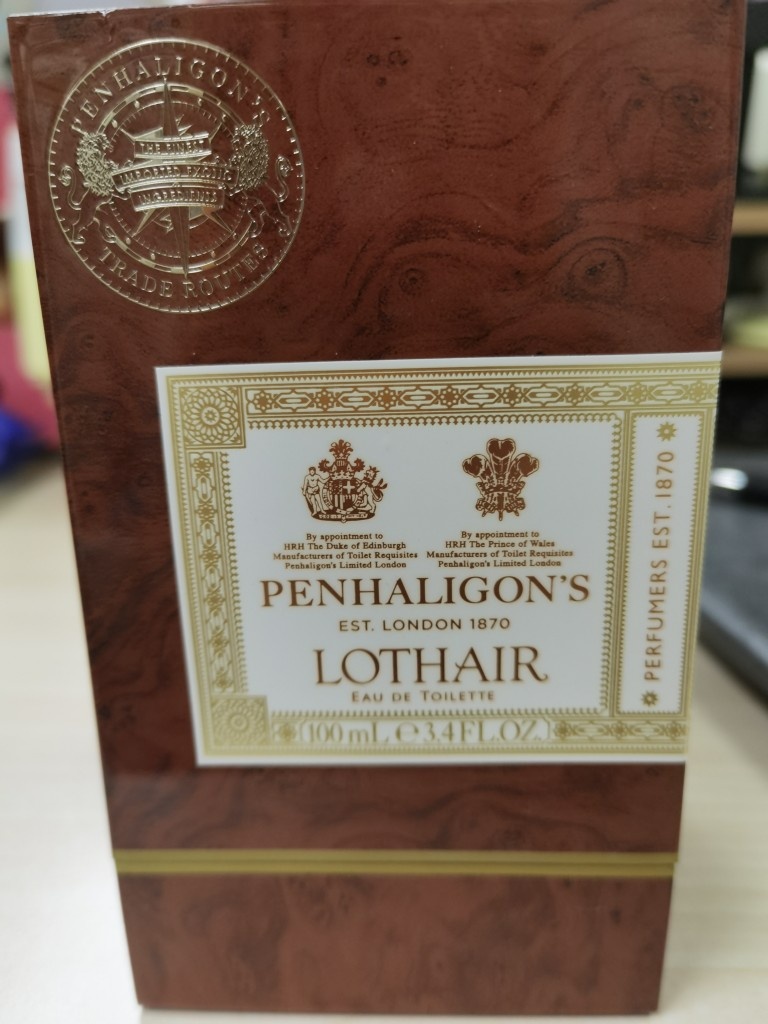 PENHALIGON'S
THE FINEST
IMPORTED EXOTIC
INGREDIENTS
TRADE ROUTES
By appointment to
HRH The Duke of Edinburgh
Manufacturers of Toilet Requisites
Penhaligon's Limited London
By appointment to
HRH The Prince of Wales
Manufacturers of Toilet Requisites
Penhaligon's Limited London
PENHALIGON'S
EST. LONDON 1870
LOTHAIR
EAU DE TOILETTE
100 mL ℮ 3.4FL.OZ.
PERFUMERS EST. 1870